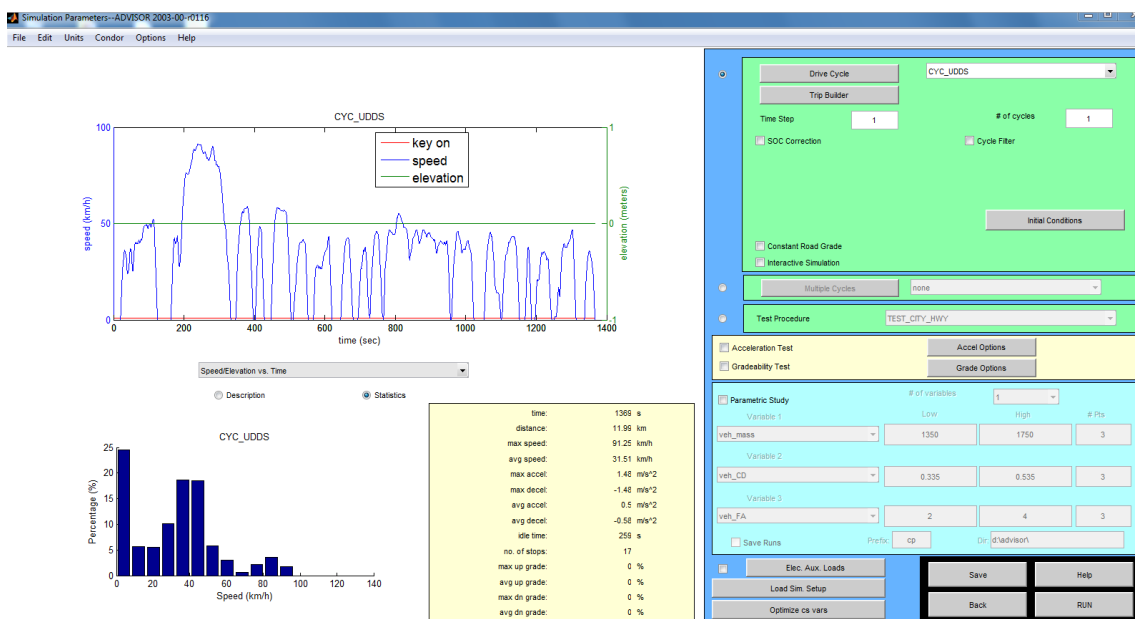 Simulation Parameters--ADVISOR 2003-00-r0116
File Edit Units Condor Options Help
CYC_UDDS
100
50
0
1
0
-1
key on
speed
elevation
speed (km/h)
elevation (meters)
0 200 400 600 800 1000 1200 1400
time (sec)
Speed/Elevation vs. Time
Description Statistics
CYC_UDDS
25
20
15
10
5
0
Percentage (%)
0 20 40 60 80 100 120 140
Speed (km/h)
time: 1369 s
distance: 11.99 km
max speed: 91.25 km/h
avg speed: 31.51 km/h
max accel: 1.48 m/s^2
max decel: -1.48 m/s^2
avg accel: 0.5 m/s^2
avg decel: -0.58 m/s^2
idle time: 259 s
no. of stops: 17
max up grade: 0 %
avg up grade: 0 %
max dn grade: 0 %
avg dn grade: 0 %
Drive Cycle CYC_UDDS
Trip Builder
Time Step 1 # of cycles 1
SOC Correction Cycle Filter
Initial Conditions
Constant Road Grade
Interactive Simulation
Multiple Cycles none
Test Procedure TEST_CITY_HWY
Acceleration Test Accel Options
Gradeability Test Grade Options
Parametric Study # of variables 1
Variable 1 Low High # Pts
veh_mass 1350 1750 3
Variable 2
veh_CD 0.335 0.535 3
Variable 3
veh_FA 2 4 3
Save Runs Prefix: cp Dir: d:\advisor\
Elec. Aux. Loads
Load Sim. Setup
Optimize cs vars
Save Help
Back RUN